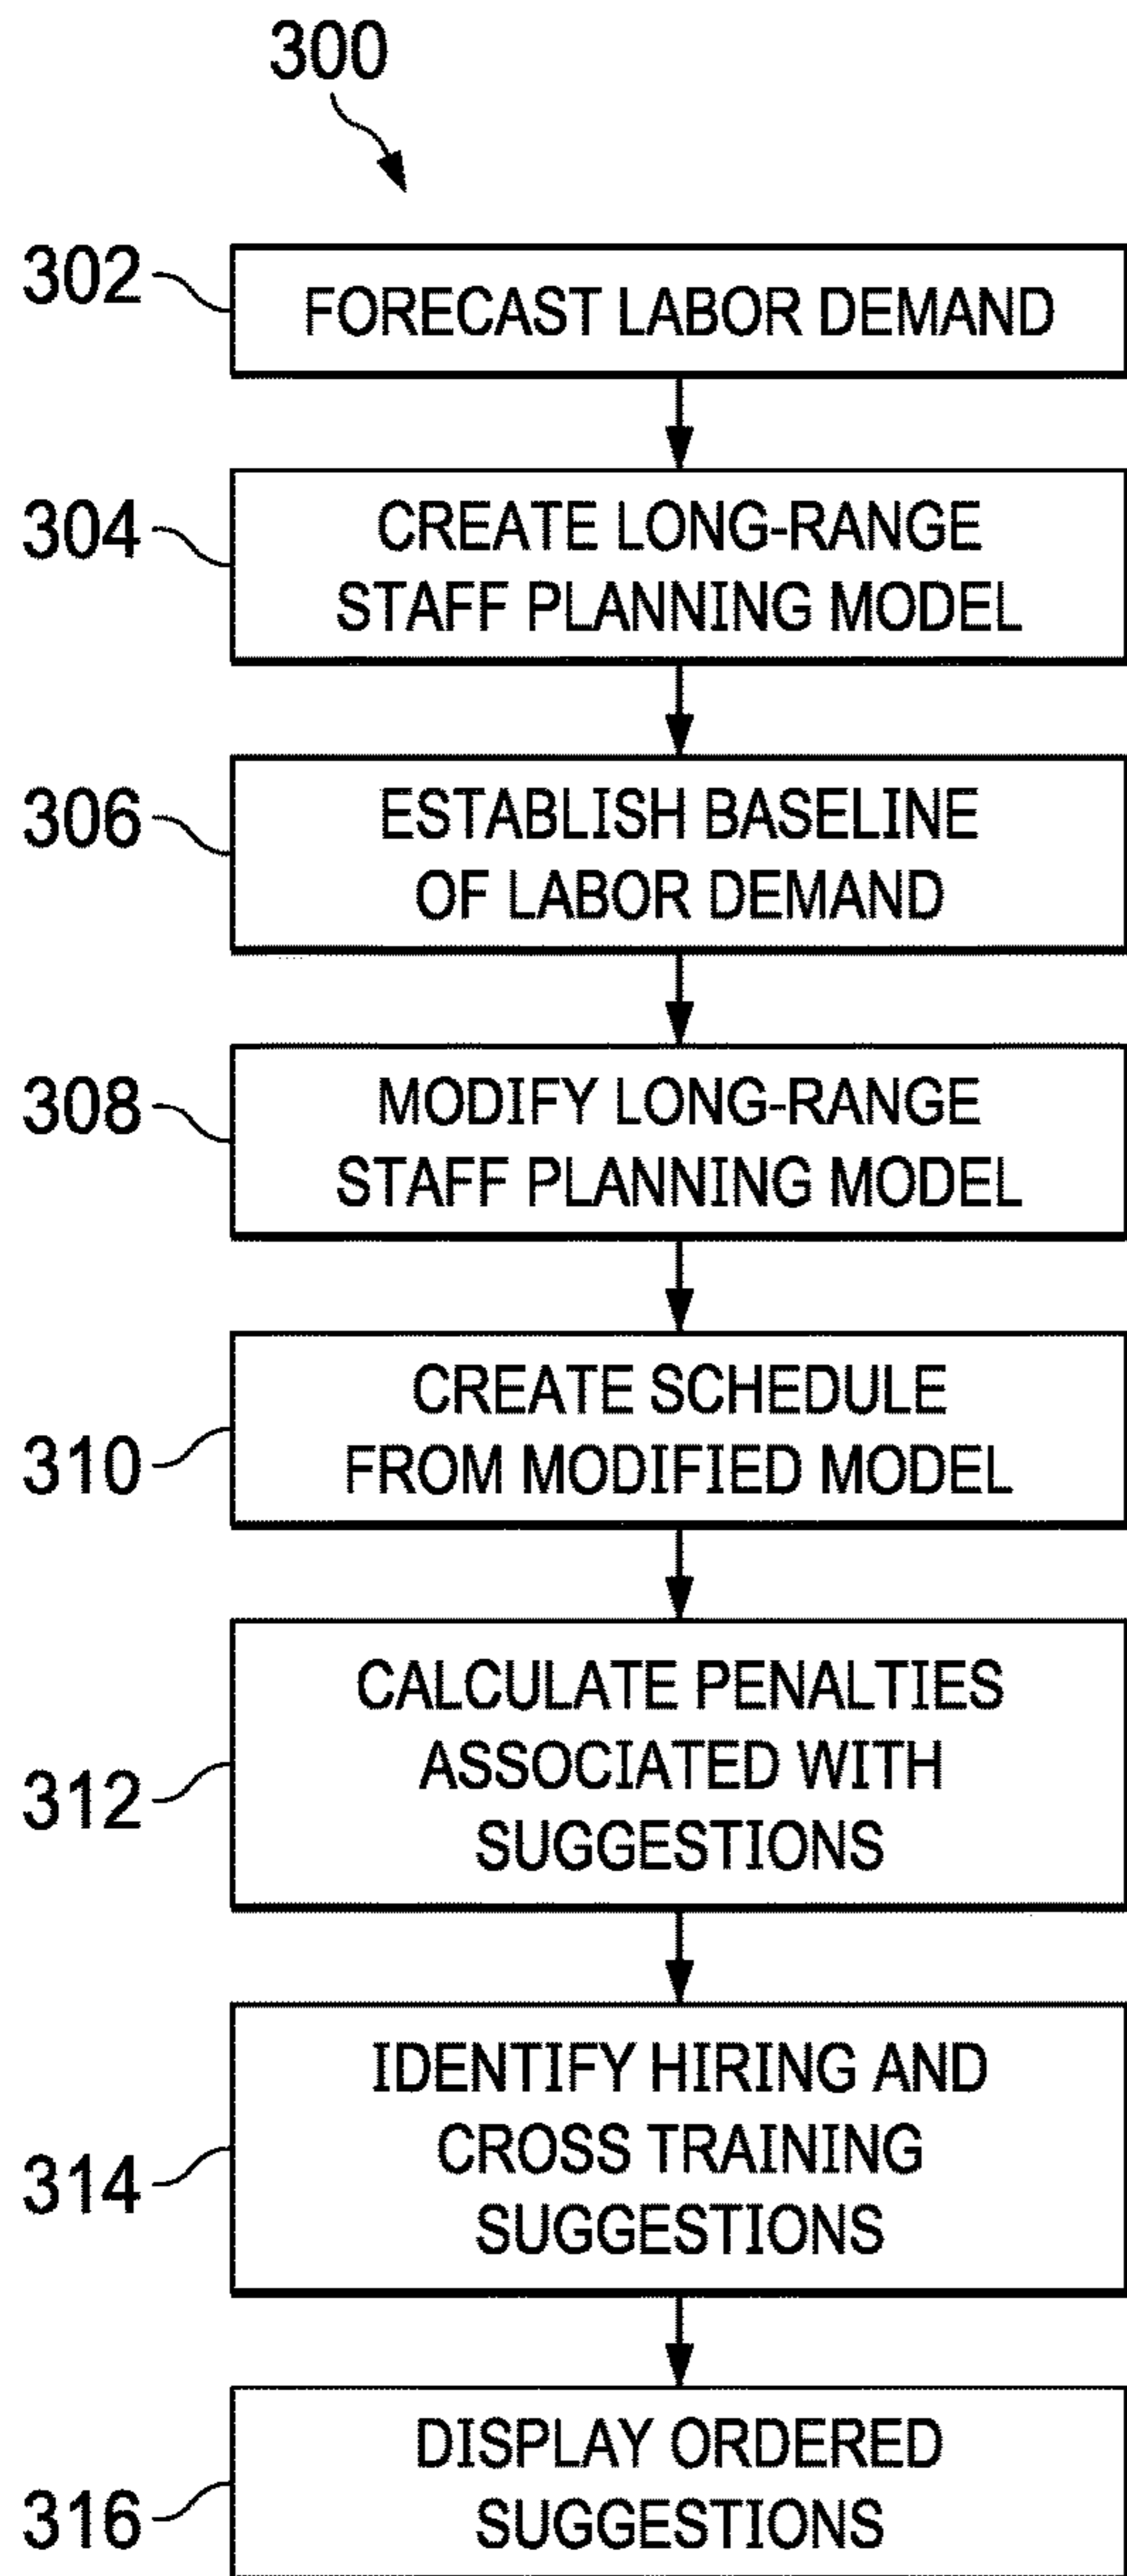 300
302
FORECAST LABOR DEMAND
304
CREATE LONG-RANGE
STAFF PLANNING MODEL
306
ESTABLISH BASELINE
OF LABOR DEMAND
308
MODIFY LONG-RANGE
STAFF PLANNING MODEL
310
CREATE SCHEDULE
FROM MODIFIED MODEL
312
CALCULATE PENALTIES
ASSOCIATED WITH
SUGGESTIONS
314
IDENTIFY HIRING AND
CROSS TRAINING
SUGGESTIONS
316
DISPLAY ORDERED
SUGGESTIONS